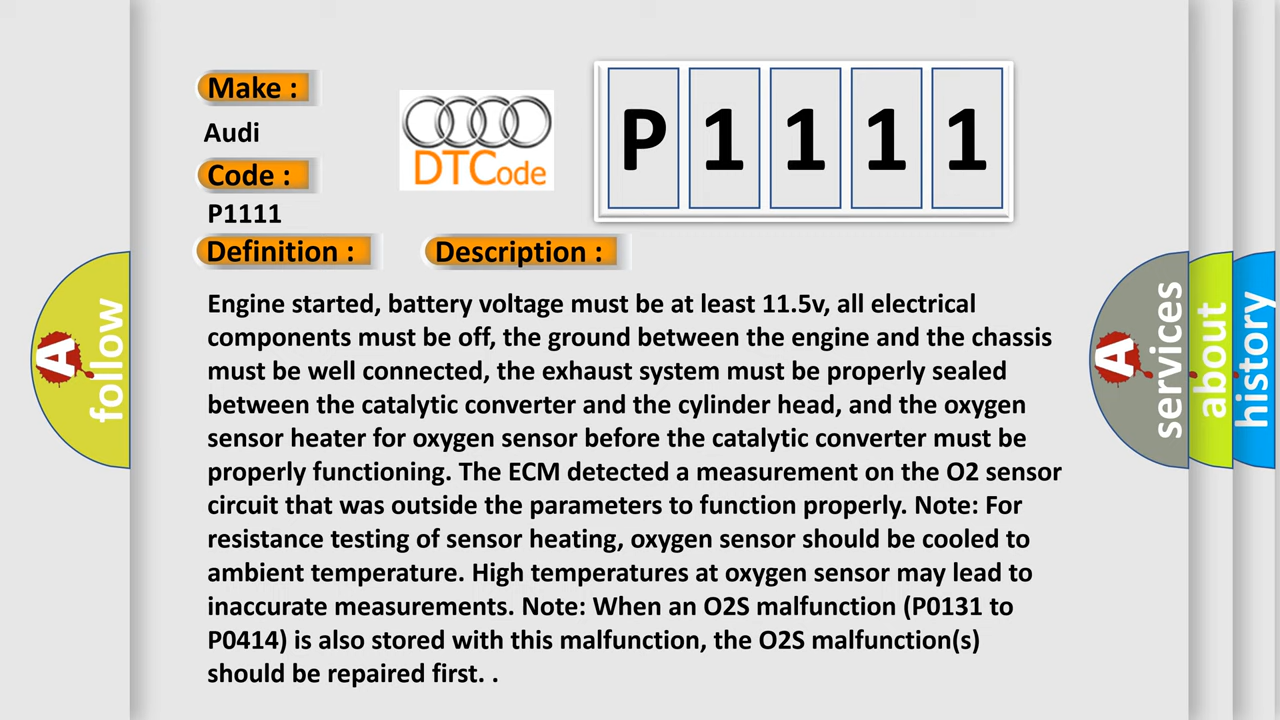 Make :
Audi
Code :
P1111
DTCode
P 1 1 1 1
Definition :
Description :
Engine started, battery voltage must be at least 11.5v, all electrical
components must be off, the ground between the engine and the chassis
must be well connected, the exhaust system must be properly sealed
between the catalytic converter and the cylinder head, and the oxygen
sensor heater for oxygen sensor before the catalytic converter must be
properly functioning. The ECM detected a measurement on the O2 sensor
circuit that was outside the parameters to function properly. Note: For
resistance testing of sensor heating, oxygen sensor should be cooled to
ambient temperature. High temperatures at oxygen sensor may lead to
inaccurate measurements. Note: When an O2S malfunction (P0131 to
P0414) is also stored with this malfunction, the O2S malfunction(s)
should be repaired first. .
A
follow
A
services
about
history